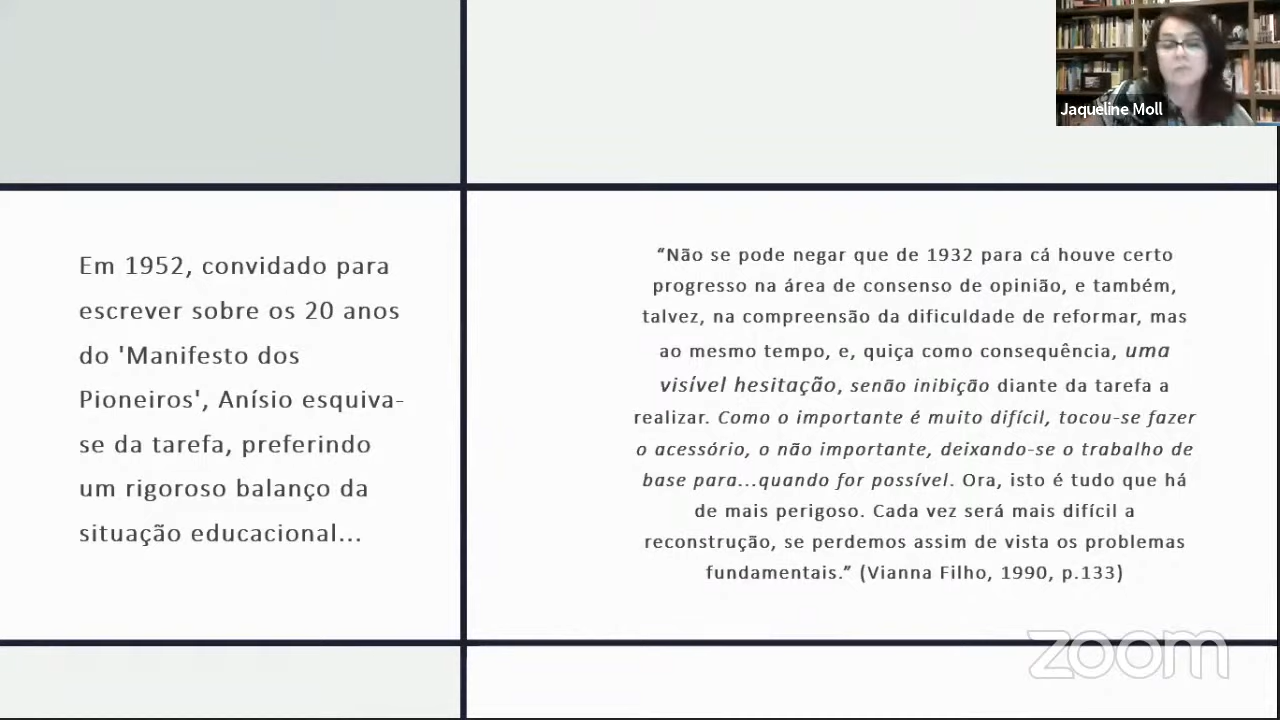 Jaqueline Moll
Em 1952, convidado para
escrever sobre os 20 anos
do 'Manifesto dos
Pioneiros', Anísio esquiva-
se da tarefa, preferindo
um rigoroso balanço da
situação educacional...
“Não se pode negar que de 1932 para cá houve certo
progresso na área de consenso de opinião, e também,
talvez, na compreensão da dificuldade de reformar, mas
ao mesmo tempo, e, quiça como consequência, uma
visível hesitação, senão inibição diante da tarefa a
realizar. Como o importante é muito difícil, tocou-se fazer
o acessório, o não importante, deixando-se o trabalho de
base para...quando for possível. Ora, isto é tudo que há
de mais perigoso. Cada vez será mais difícil a
reconstrução, se perdemos assim de vista os problemas
fundamentais.” (Vianna Filho, 1990, p.133)
zoom